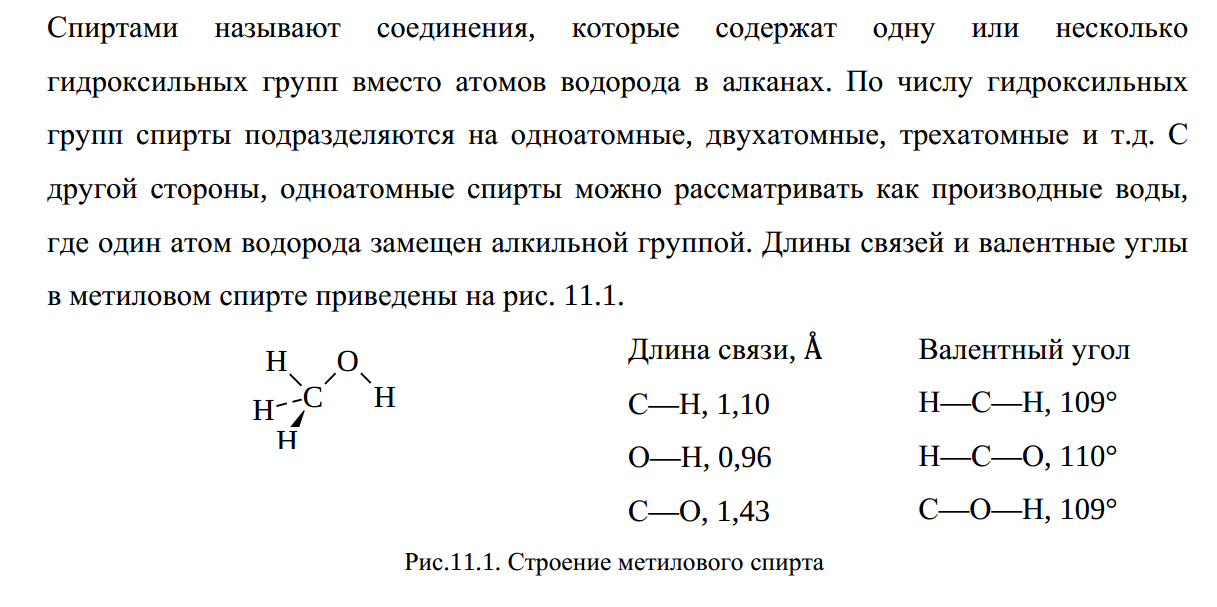 Спиртами называют соединения, которые содержат одну или несколько
гидроксильных групп вместо атомов водорода в алканах. По числу гидроксильных
групп спирты подразделяются на одноатомные, двухатомные, трехатомные и т.д. С
другой стороны, одноатомные спирты можно рассматривать как производные воды,
где один атом водорода замещен алкильной группой. Длины связей и валентные углы
в метиловом спирте приведены на рис. 11.1.
H O
H C H
H
Длина связи, Å
C—H, 1,10
O—H, 0,96
C—O, 1,43
Валентный угол
H—C—H, 109°
H—C—O, 110°
C—O—H, 109°
Рис.11.1. Строение метилового спирта